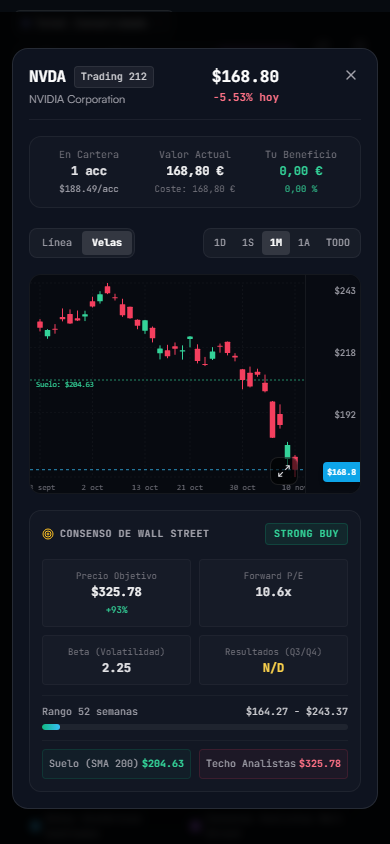 NVDA Trading 212 $168.80
NVIDIA Corporation -5.53% hoy
En Cartera Valor Actual Tu Beneficio
1 acc 168,80 € 0,00 €
$188.49/acc Coste: 168,80 € 0,00 %
Línea Velas 1D 1S 1M 1A TODO
$243
$218
Suelo: $204.63
$192
$168.8
sept 2 oct 13 oct 21 oct 30 oct 10 nov
CONSENSO DE WALL STREET STRONG BUY
Precio Objetivo Forward P/E
$325.78 10.6x
+93%
Beta (Volatilidad) Resultados (Q3/Q4)
2.25 N/D
Rango 52 semanas $164.27 - $243.37
Suelo (SMA 200) $204.63 Techo Analistas $325.78